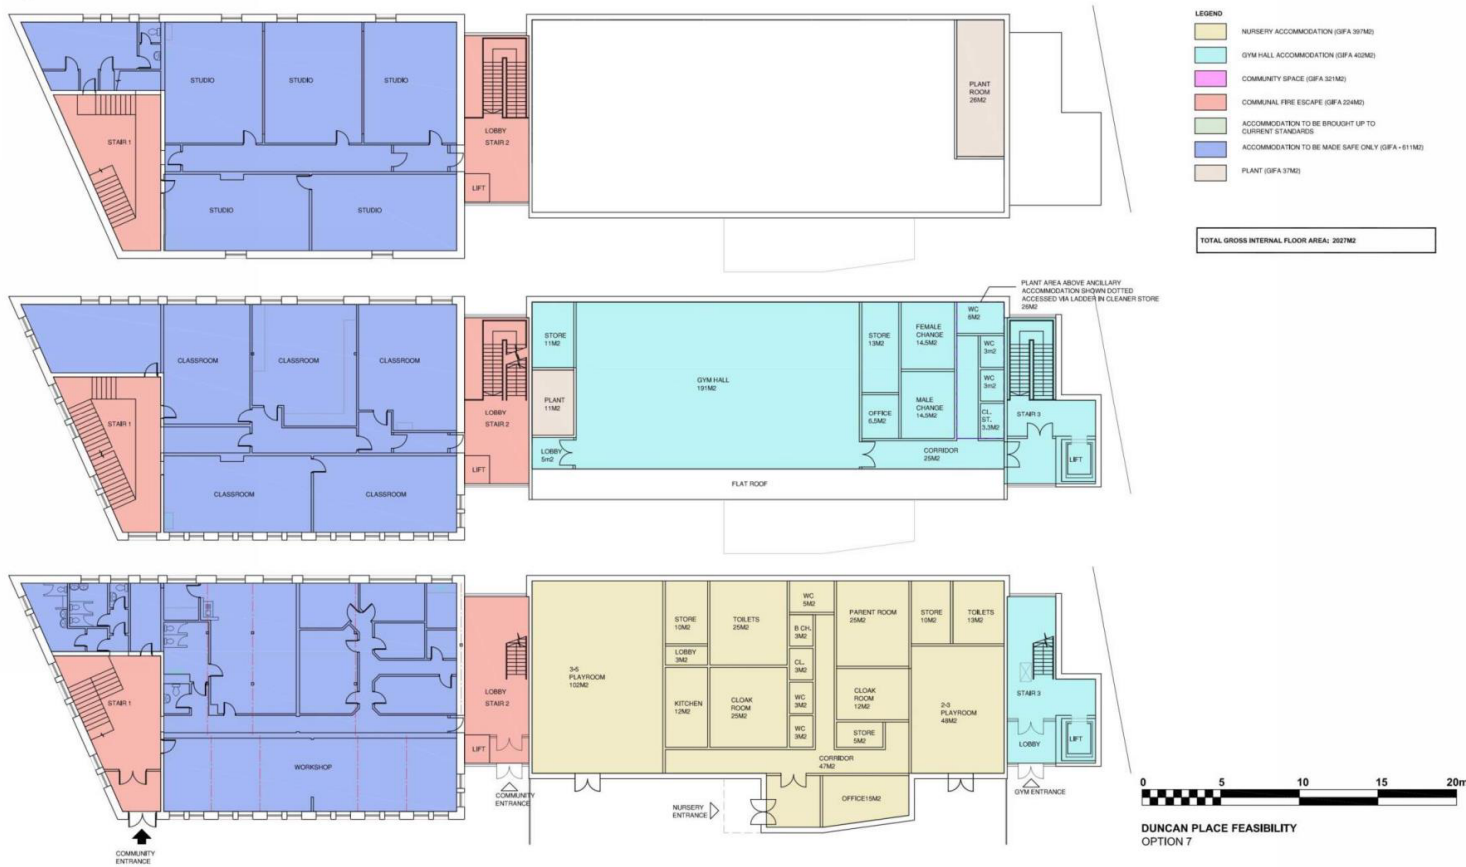 LEGEND
NURSERY ACCOMMODATION (GIFA 397M2)
GYM HALL ACCOMMODATION (GIFA 402M2)
COMMUNITY SPACE (GIFA 321M2)
COMMUNAL FIRE ESCAPE (GIFA 224M2)
ACCOMMODATION TO BE BROUGHT UP TO
CURRENT STANDARDS
ACCOMMODATION TO BE MADE SAFE ONLY (GIFA - 611M2)
PLANT (GIFA 37M2)
TOTAL GROSS INTERNAL FLOOR AREA: 2027M2
STUDIO
STUDIO
STUDIO
STAIR 1
LOBBY
STAIR 2
LIFT
STUDIO
STUDIO
PLANT
ROOM
26M2
PLANT AREA ABOVE ANCILLARY
ACCOMMODATION SHOWN DOTTED
ACCESSED VIA LADDER IN CLEANER STORE
26M2
CLASSROOM
CLASSROOM
CLASSROOM
STAIR 1
LOBBY
STAIR 2
LIFT
CLASSROOM
CLASSROOM
STORE
11M2
PLANT
11M2
LOBBY
5m2
GYM HALL
191M2
STORE
13M2
OFFICE
6.5M2
FEMALE
CHANGE
14.5M2
MALE
CHANGE
14.5M2
WC
6M2
WC
3m2
WC
3m2
CL.
ST.
3.3M2
CORRIDOR
25M2
STAIR 3
LIFT
FLAT ROOF
STAIR 1
WORKSHOP
LOBBY
STAIR 2
LIFT
3-5
PLAYROOM
102M2
STORE
10M2
LOBBY
3M2
KITCHEN
12M2
TOILETS
25M2
CLOAK
ROOM
25M2
WC
5M2
B CH.
3M2
CL.
3M2
WC
3M2
WC
3M2
PARENT ROOM
25M2
CLOAK
ROOM
12M2
STORE
5M2
CORRIDOR
47M2
STORE
10M2
TOILETS
13M2
2-3
PLAYROOM
49M2
STAIR 3
LOBBY
LIFT
OFFICE15M2
COMMUNITY
ENTRANCE
COMMUNITY
ENTRANCE
NURSERY
ENTRANCE
GYM ENTRANCE
0 5 10 15 20m
DUNCAN PLACE FEASIBILITY
OPTION 7